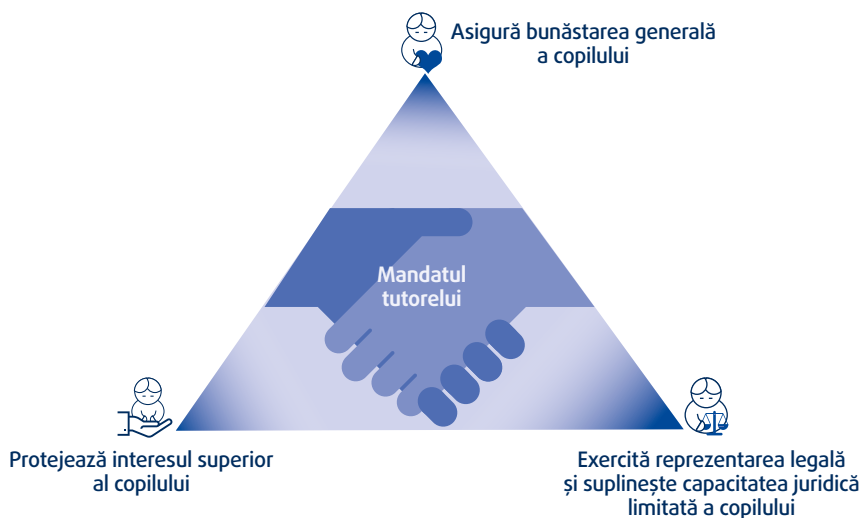 Asigură bunăstarea generală
a copilului
Mandatul
tutorelui
Protejează interesul superior
al copilului
Exercită reprezentarea legală
și suplinește capacitatea juridică
limitată a copilului